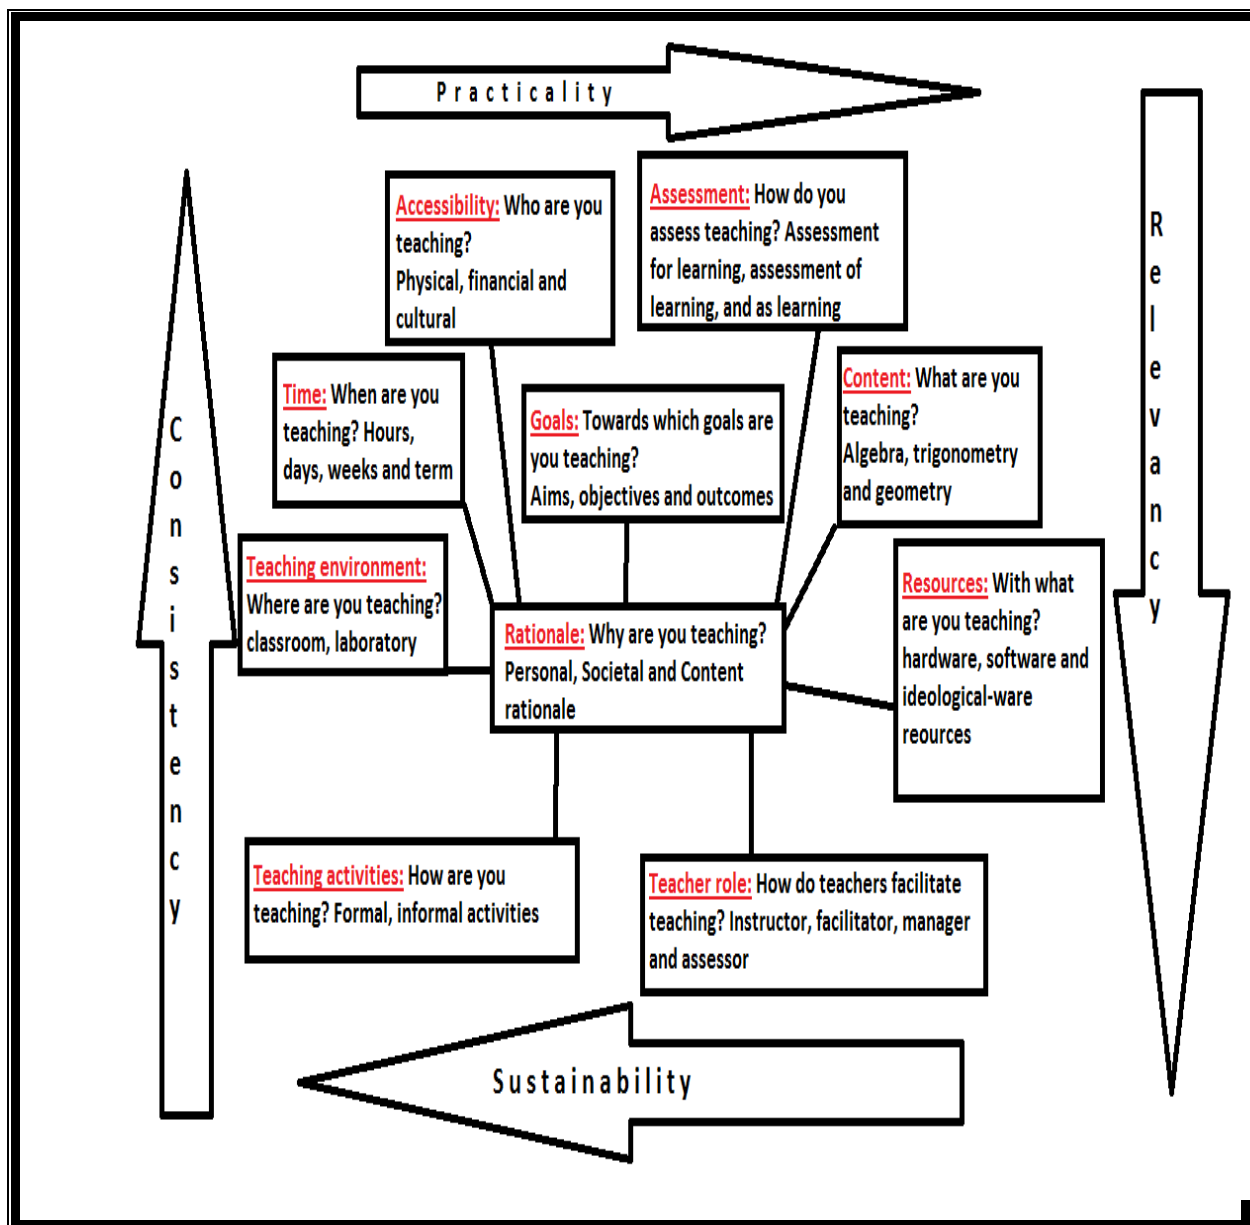 Practicality
Relevancy
Accessibility: Who are you
teaching?
Physical, financial and
cultural
Assessment: How do you
assess teaching? Assessment
for learning, assessment of
learning, and as learning
Time: When are you
teaching? Hours,
days, weeks and term
Goals: Towards which goals are
you teaching?
Aims, objectives and outcomes
Content: What are you
teaching?
Algebra, trigonometry
and geometry
Consistency
Teaching environment:
Where are you teaching?
classroom, laboratory
Rationale: Why are you teaching?
Personal, Societal and Content
rationale
Resources: With what
are you teaching?
hardware, software and
ideological-ware
reources
Teaching activities: How are you
teaching? Formal, informal activities
Teacher role: How do teachers facilitate
teaching? Instructor, facilitator, manager
and assessor
Sustainability